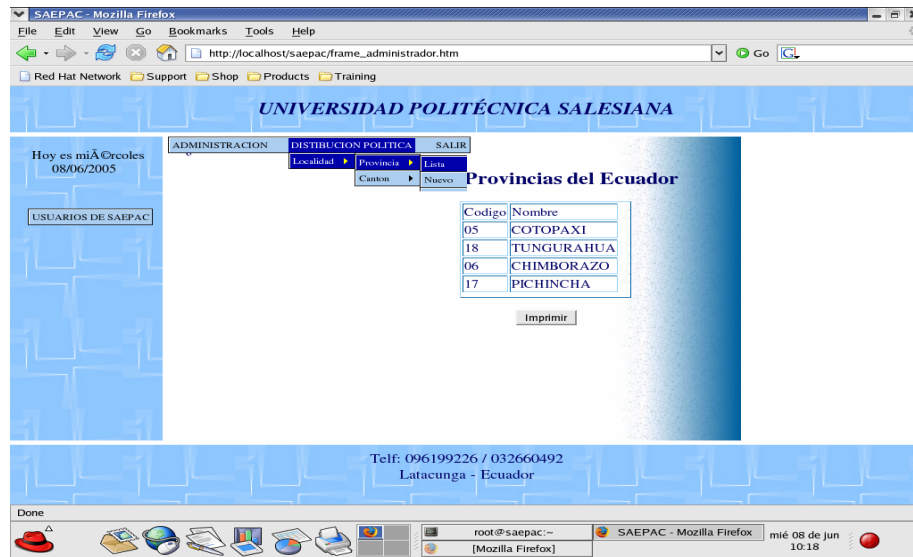 SAEPAC - Mozilla Firefox
File Edit View Go Bookmarks Tools Help
http://localhost/saepac/frame_administrador.htm
Go
Red Hat Network Support Shop Products Training
UNIVERSIDAD POLITÉCNICA SALESIANA
Hoy es miÃ©rcoles
08/06/2005
USUARIOS DE SAEPAC
ADMINISTRACION DISTIBUCION POLITICA SALIR
Localidad Provincia Lista
Canton Nuevo
Provincias del Ecuador
Codigo Nombre
05 COTOPAXI
18 TUNGURAHUA
06 CHIMBORAZO
17 PICHINCHA
Imprimir
Telf: 096199226 / 032660492
Latacunga - Ecuador
Done
root@saepac:~
[Mozilla Firefox]
SAEPAC - Mozilla Firefox
mié 08 de jun
10:18